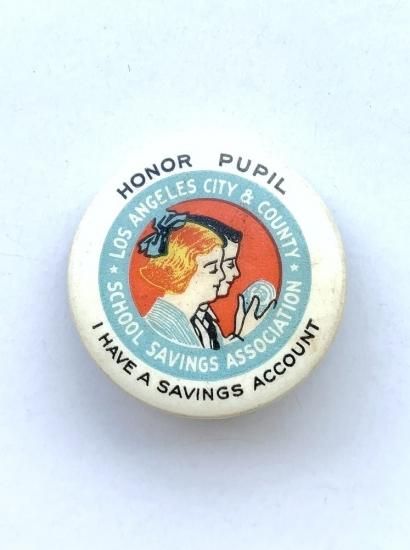 HONOR PUPIL
LOS ANGELES CITY & COUNTY
SCHOOL SAVINGS ASSOCIATION
I HAVE A SAVINGS ACCOUNT